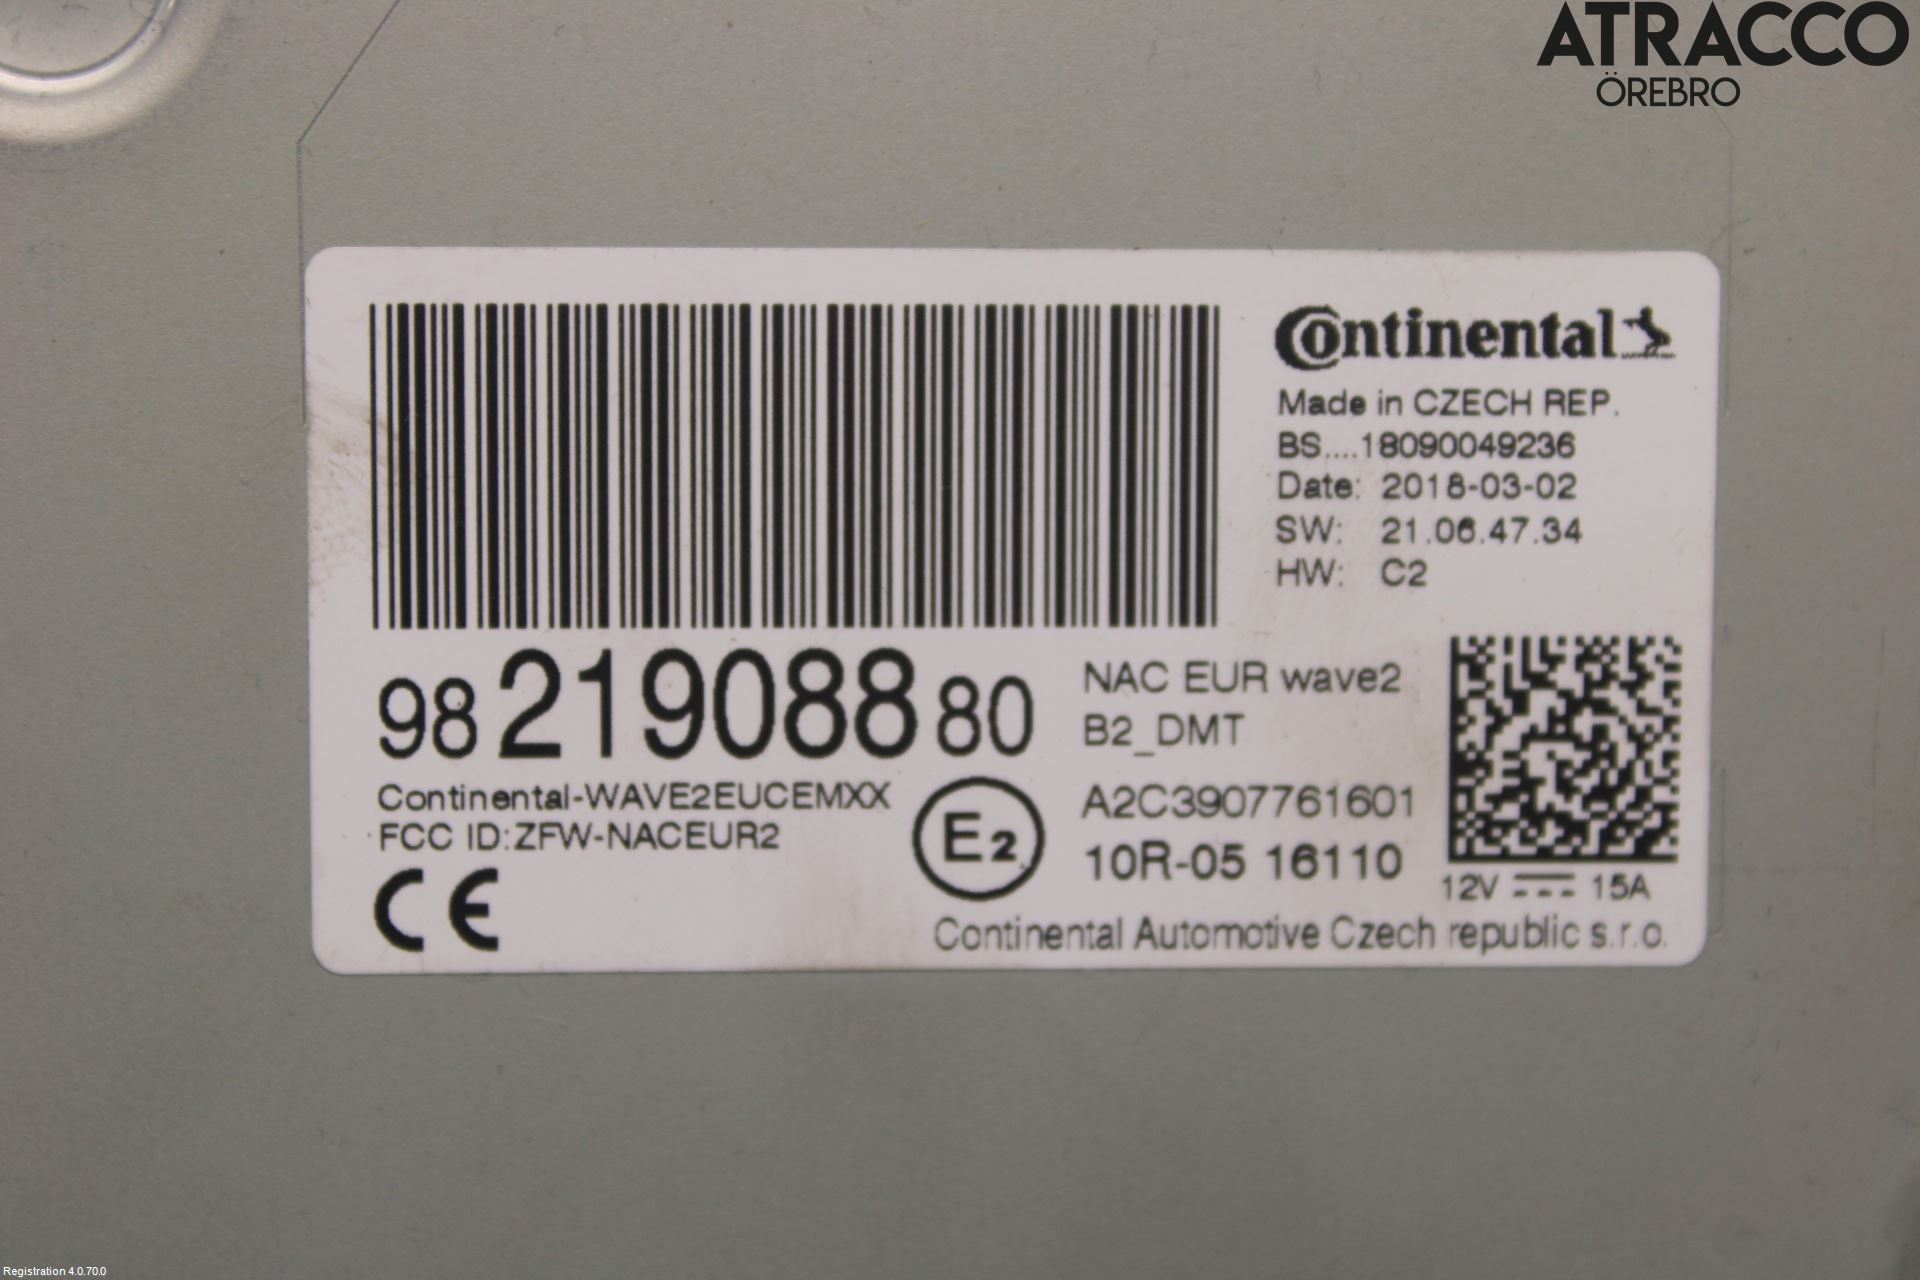 ATRACCO
ÖREBRO
Continental
Made in CZECH REP.
BS....18090049236
Date: 2018-03-02
SW: 21.06.47.34
HW: C2
98 219088 80
NAC EUR wave2
B2_DMT
Continental-WAVE2EUCEMXX
FCC ID:ZFW-NACEUR2
CE
E2
A2C3907761601
10R-05 16110
12V 15A
Continental Automotive Czech republic s.r.o.
Registration 4.0.70.0